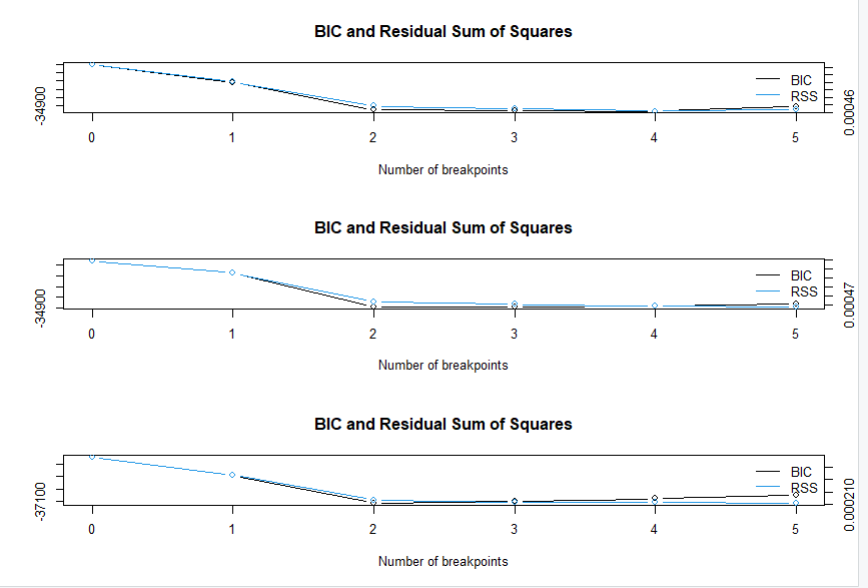 BIC and Residual Sum of Squares
BIC
RSS
-34900
0.00046
0 1 2 3 4 5
Number of breakpoints
BIC and Residual Sum of Squares
BIC
RSS
-34900
0.00047
0 1 2 3 4 5
Number of breakpoints
BIC and Residual Sum of Squares
BIC
RSS
-37100
0.000210
0 1 2 3 4 5
Number of breakpoints